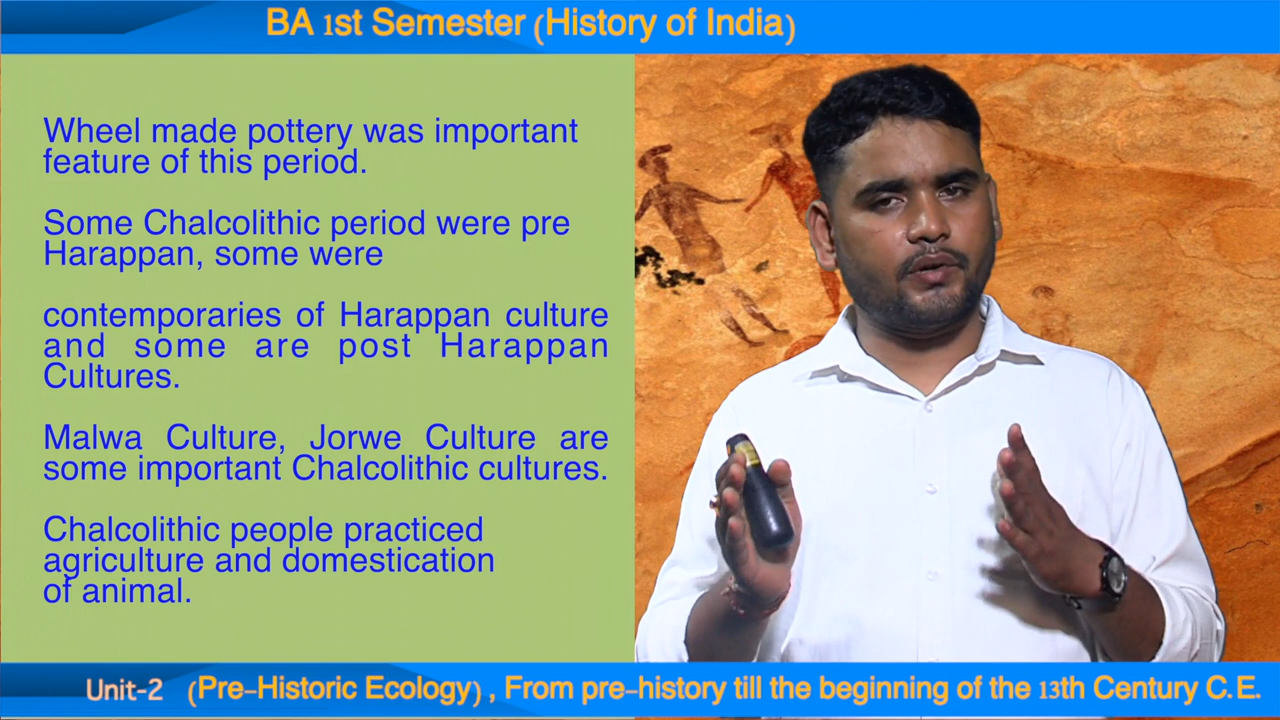 BA 1st Semester (History of India)
Wheel made pottery was important
feature of this period.
Some Chalcolithic period were pre
Harappan, some were
contemporaries of Harappan culture
and some are post Harappan
Cultures.
Malwa Culture, Jorwe Culture are
some important Chalcolithic cultures.
Chalcolithic people practiced
agriculture and domestication
of animal.
Unit-2 (Pre-Historic Ecology) , From pre-history till the beginning of the 13th Century C.E.